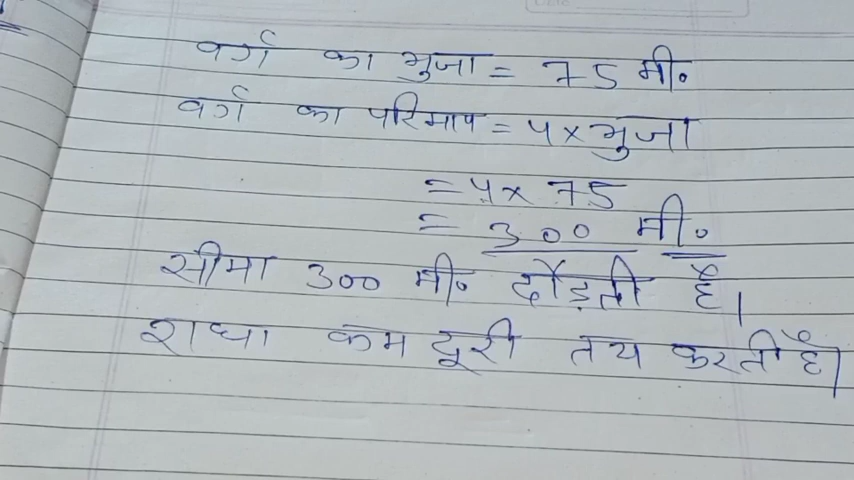 वर्ग का भुजा = 75 मी०
वर्ग का परिमाप = 4 × भुजा
= 4 × 75
= 300 मी०
सीमा 300 मी० दौड़ती है।
राधा कम दूरी तय करती है।